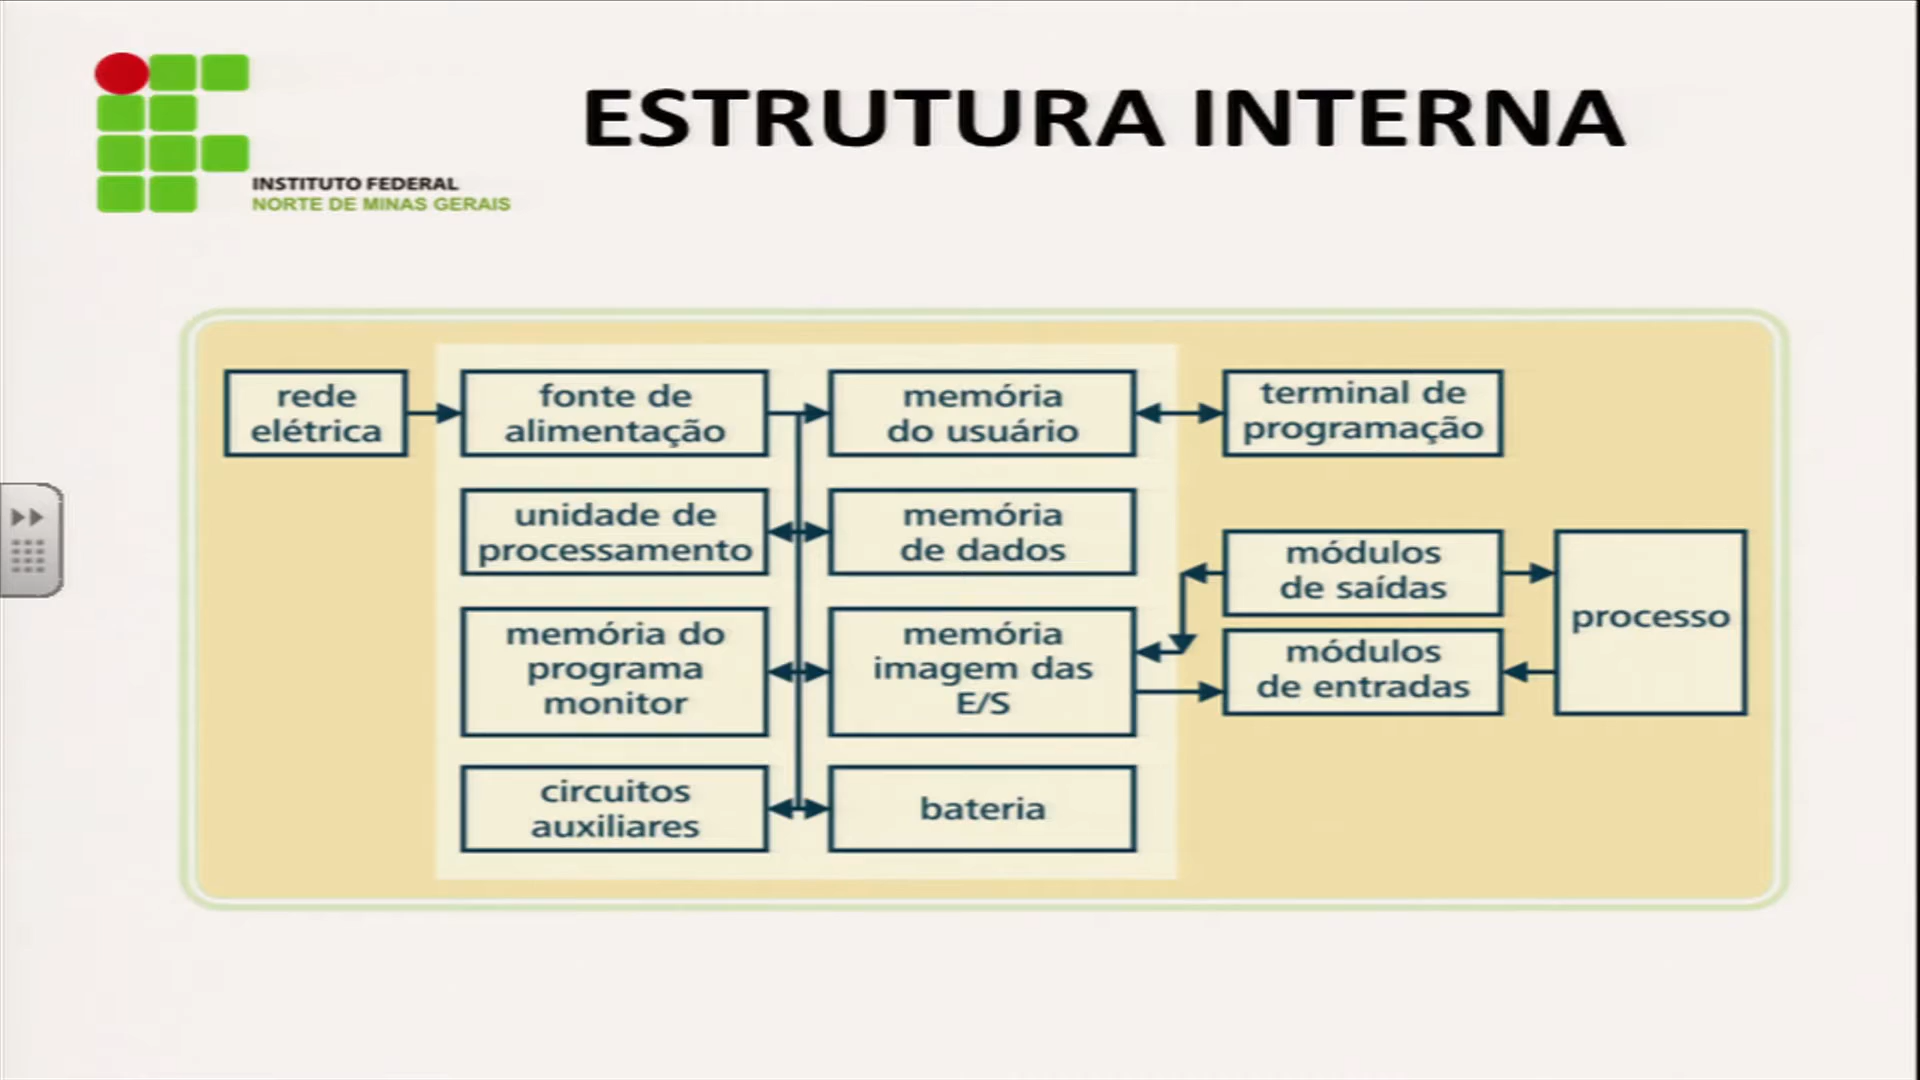 ESTRUTURA INTERNA
INSTITUTO FEDERAL
NORTE DE MINAS GERAIS
rede
elétrica
fonte de
alimentação
memória
do usuário
terminal de
programação
unidade de
processamento
memória
de dados
módulos
de saídas
processo
memória do
programa
monitor
memória
imagem das
E/S
módulos
de entradas
circuitos
auxiliares
bateria